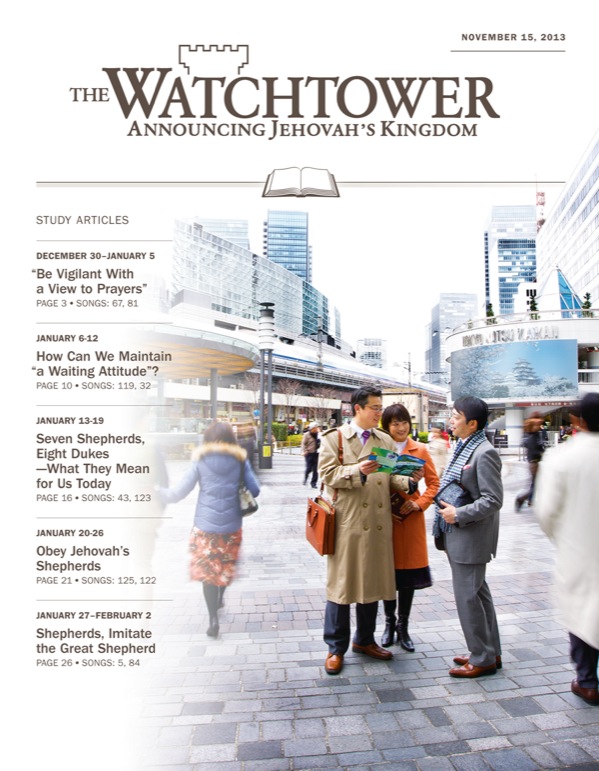 NOVEMBER 15, 2013
THE WATCHTOWER
ANNOUNCING JEHOVAH'S KINGDOM
STUDY ARTICLES
DECEMBER 30–JANUARY 5
“Be Vigilant With
a View to Prayers”
PAGE 3 • SONGS: 67, 81
JANUARY 6-12
How Can We Maintain
“a Waiting Attitude”?
PAGE 10 • SONGS: 119, 32
JANUARY 13-19
Seven Shepherds,
Eight Dukes
—What They Mean
for Us Today
PAGE 16 • SONGS: 43, 123
JANUARY 20-26
Obey Jehovah’s
Shepherds
PAGE 21 • SONGS: 125, 122
JANUARY 27–FEBRUARY 2
Shepherds, Imitate
the Great Shepherd
PAGE 26 • SONGS: 5, 84